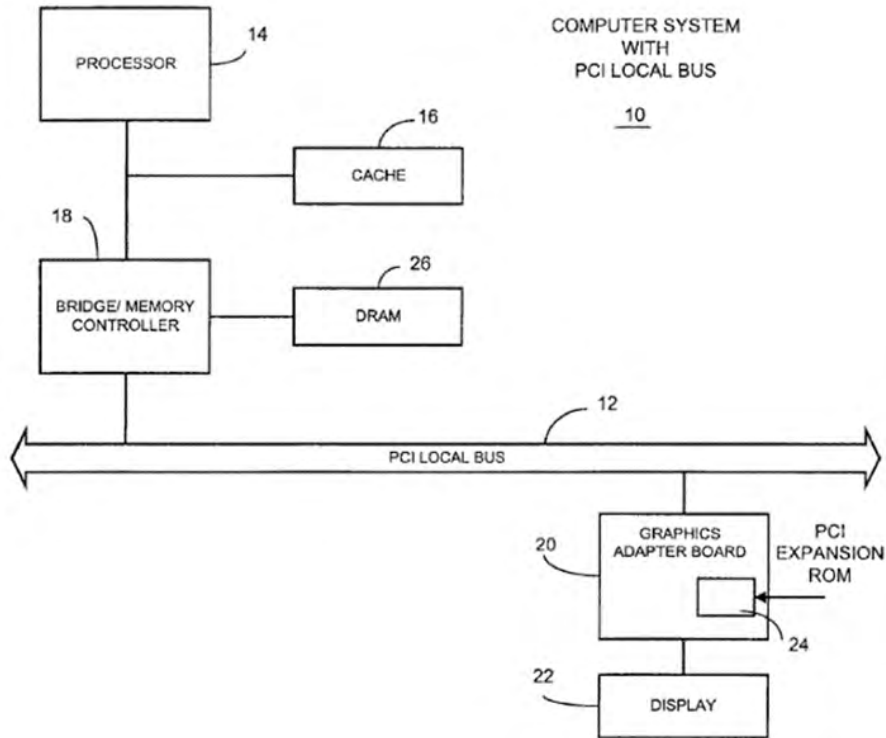 COMPUTER SYSTEM
WITH
PCI LOCAL BUS
10
14
PROCESSOR
16
CACHE
18
BRIDGE/ MEMORY
CONTROLLER
26
DRAM
12
PCI LOCAL BUS
20
GRAPHICS
ADAPTER BOARD
PCI
EXPANSION
ROM
24
22
DISPLAY